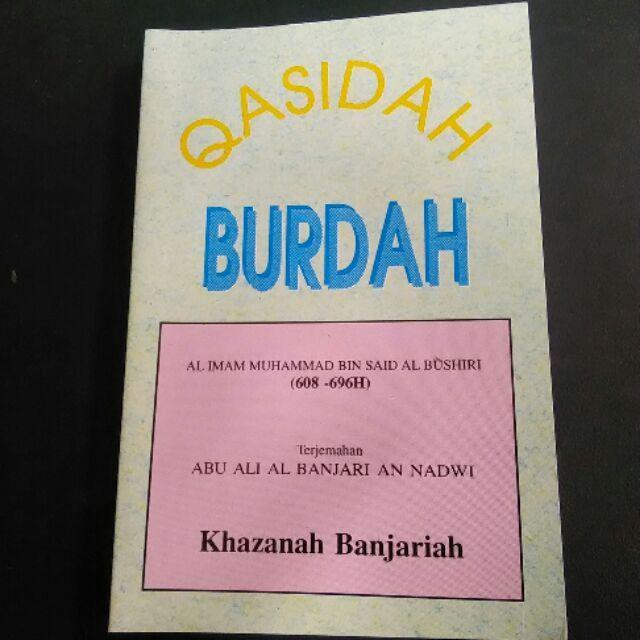 QASIDAH
BURDAH
AL IMAM MUHAMMAD BIN SAID AL BUSHIRI
(608 -696H)
Terjemahan
ABU ALI AL BANJARI AN NADWI
Khazanah Banjariah